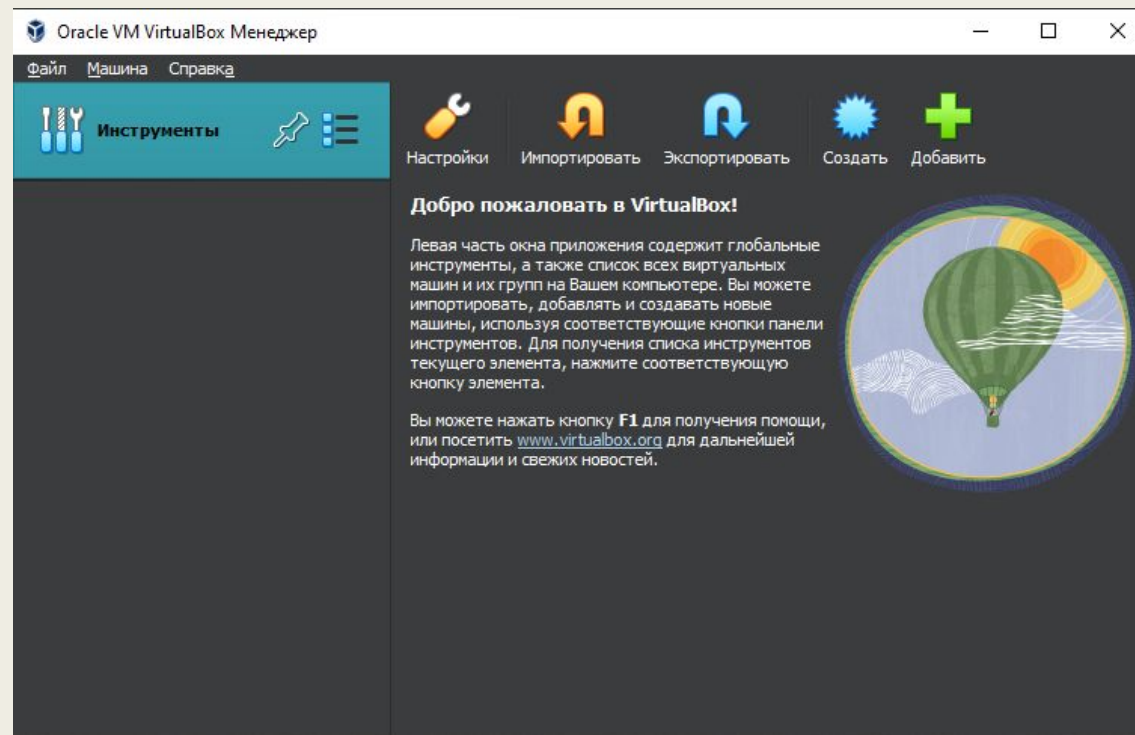 Oracle VM VirtualBox Менеджер
Файл Машина Справка
Инструменты
Настройки Импортировать Экспортировать Создать Добавить
Добро пожаловать в VirtualBox!
Левая часть окна приложения содержит глобальные
инструменты, а также список всех виртуальных
машин и их групп на Вашем компьютере. Вы можете
импортировать, добавлять и создавать новые
машины, используя соответствующие кнопки панели
инструментов. Для получения списка инструментов
текущего элемента, нажмите соответствующую
кнопку элемента.
Вы можете нажать кнопку F1 для получения помощи,
или посетить www.virtualbox.org для дальнейшей
информации и свежих новостей.